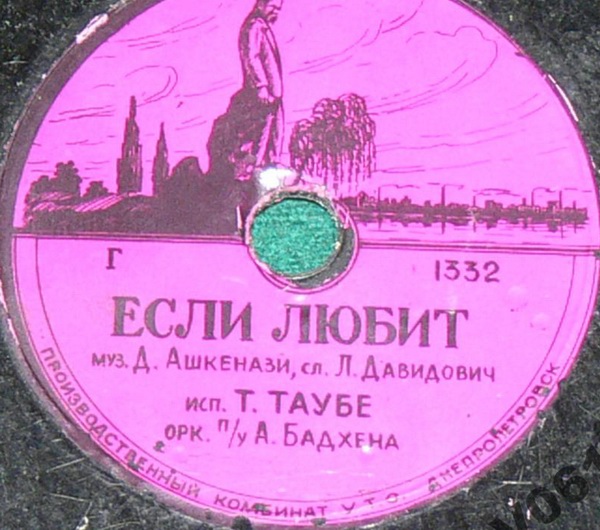 Г 1332
ЕСЛИ ЛЮБИТ
муз. Д. Ашкенази, сл. Л. Давидович
исп. Т. ТАУБЕ
орк. п/у А. Бадхена
ПРОИЗВОДСТВЕННЫЙ КОМБИНАТ У.Т.О. ДНЕПРОПЕТРОВСК